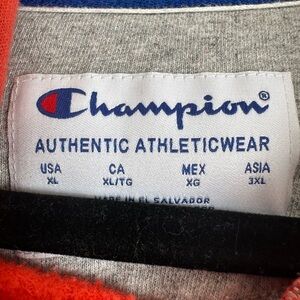 Champion®
AUTHENTIC ATHLETICWEAR
USA CA MEX ASIA
XL XL/TG XG 3XL
MADE IN EL SALVADOR